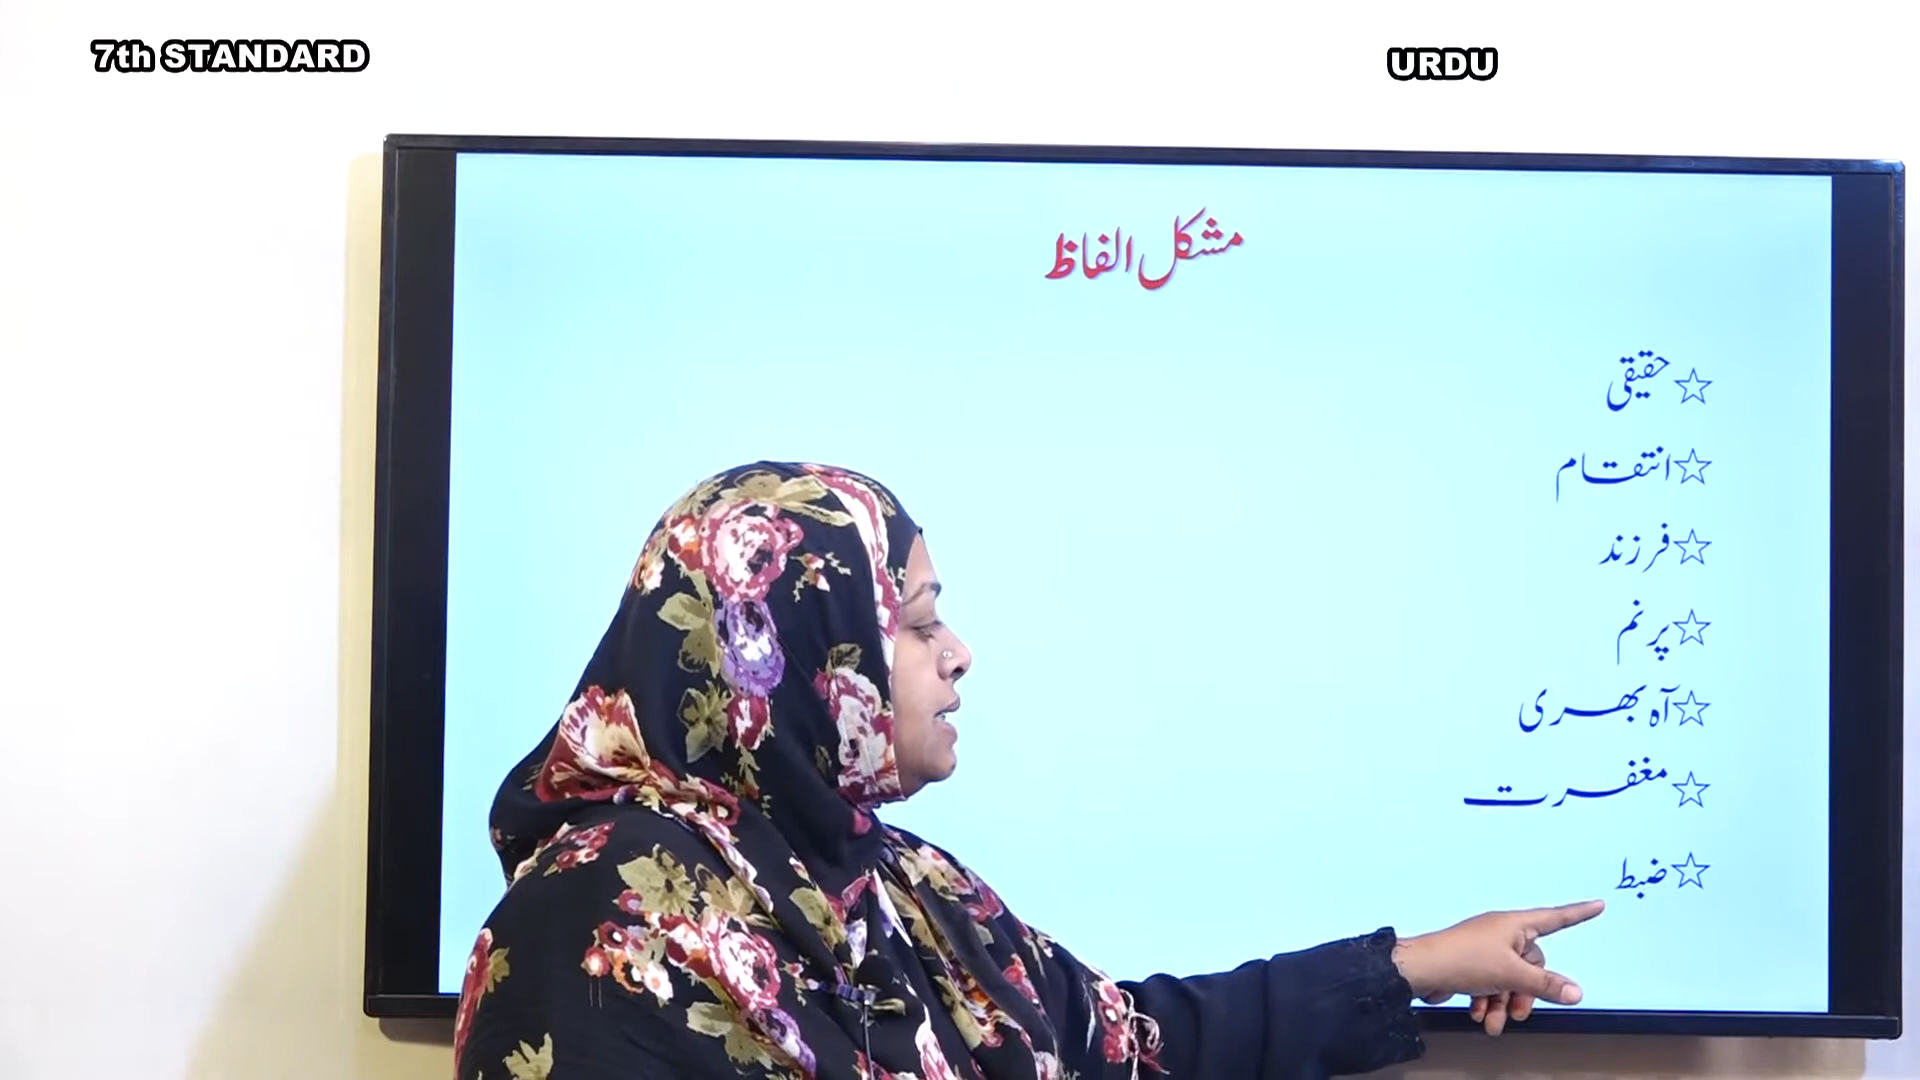 7th STANDARD
URDU
مشکل الفاظ
☆حقیقی
☆انتقام
☆فرزند
☆پرنم
☆آہ بھری
☆مغفرت
☆ضبط